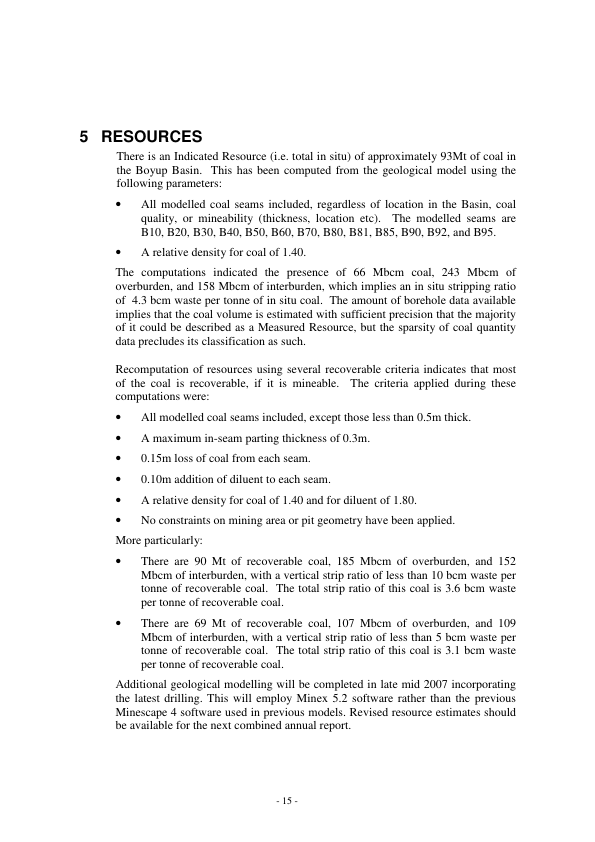 5 RESOURCES
There is an Indicated Resource (i.e. total in situ) of approximately 93Mt of coal in
the Boyup Basin. This has been computed from the geological model using the
following parameters:
• All modelled coal seams included, regardless of location in the Basin, coal
quality, or mineability (thickness, location etc). The modelled seams are
B10, B20, B30, B40, B50, B60, B70, B80, B81, B85, B90, B92, and B95.
• A relative density for coal of 1.40.
The computations indicated the presence of 66 Mbcm coal, 243 Mbcm of
overburden, and 158 Mbcm of interburden, which implies an in situ stripping ratio
of 4.3 bcm waste per tonne of in situ coal. The amount of borehole data available
implies that the coal volume is estimated with sufficient precision that the majority
of it could be described as a Measured Resource, but the sparsity of coal quantity
data precludes its classification as such.
Recomputation of resources using several recoverable criteria indicates that most
of the coal is recoverable, if it is mineable. The criteria applied during these
computations were:
• All modelled coal seams included, except those less than 0.5m thick.
• A maximum in-seam parting thickness of 0.3m.
• 0.15m loss of coal from each seam.
• 0.10m addition of diluent to each seam.
• A relative density for coal of 1.40 and for diluent of 1.80.
• No constraints on mining area or pit geometry have been applied.
More particularly:
• There are 90 Mt of recoverable coal, 185 Mbcm of overburden, and 152
Mbcm of interburden, with a vertical strip ratio of less than 10 bcm waste per
tonne of recoverable coal. The total strip ratio of this coal is 3.6 bcm waste
per tonne of recoverable coal.
• There are 69 Mt of recoverable coal, 107 Mbcm of overburden, and 109
Mbcm of interburden, with a vertical strip ratio of less than 5 bcm waste per
tonne of recoverable coal. The total strip ratio of this coal is 3.1 bcm waste
per tonne of recoverable coal.
Additional geological modelling will be completed in late mid 2007 incorporating
the latest drilling. This will employ Minex 5.2 software rather than the previous
Minescape 4 software used in previous models. Revised resource estimates should
be available for the next combined annual report.
- 15 -